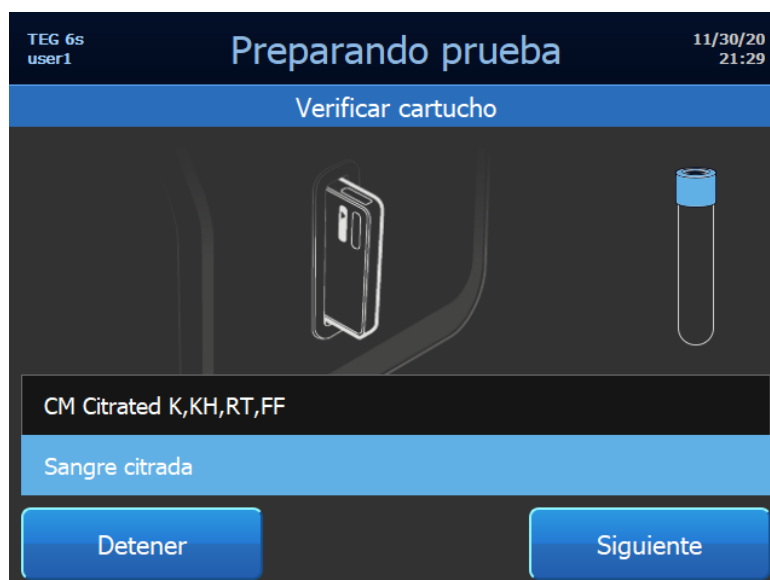 TEG 6s
user1
Preparando prueba
11/30/20
21:29
Verificar cartucho
CM Citrated K,KH,RT,FF
Sangre citrada
Detener
Siguiente